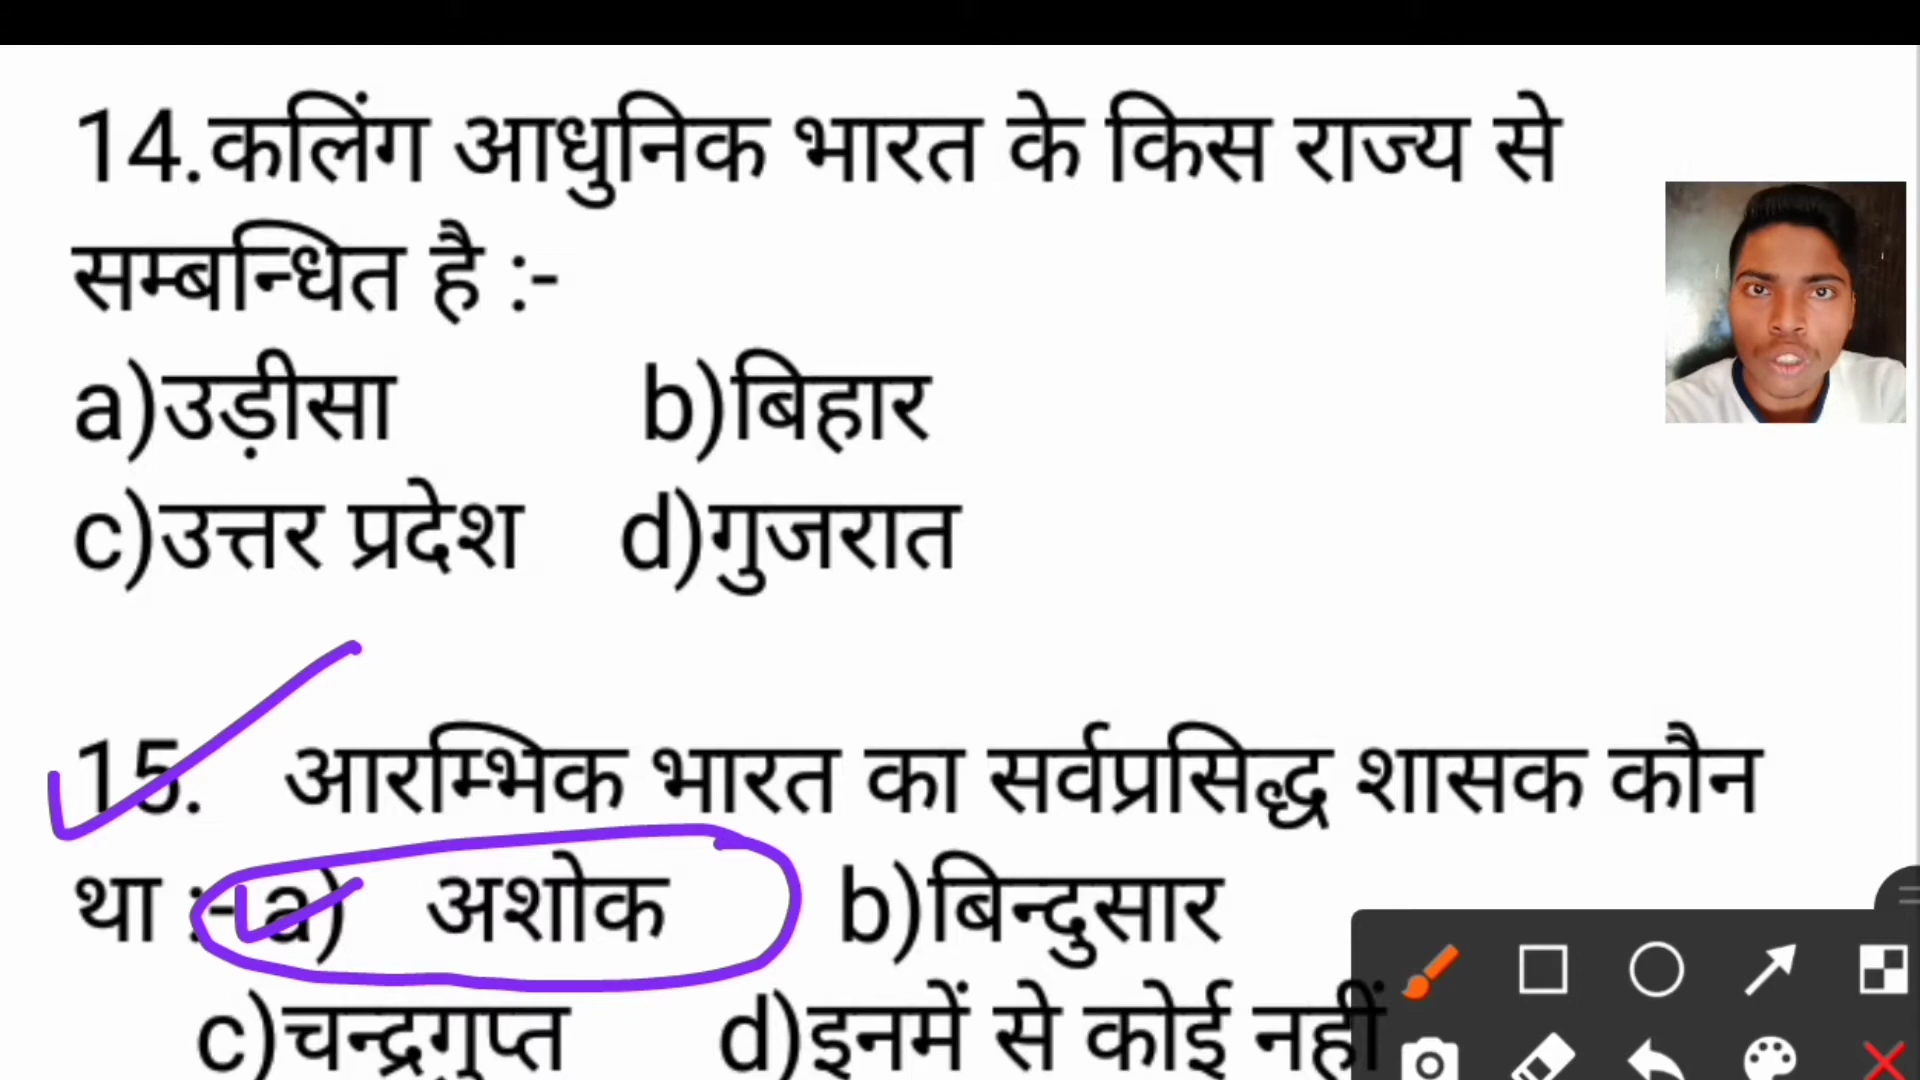 14.कलिंग आधुनिक भारत के किस राज्य से
सम्बन्धित है :-
a)उड़ीसा b)बिहार
c)उत्तर प्रदेश d)गुजरात
15. आरम्भिक भारत का सर्वप्रसिद्ध शासक कौन
था :- a) अशोक b)बिन्दुसार
c)चन्द्रगुप्त d)इनमें से कोई नहीं